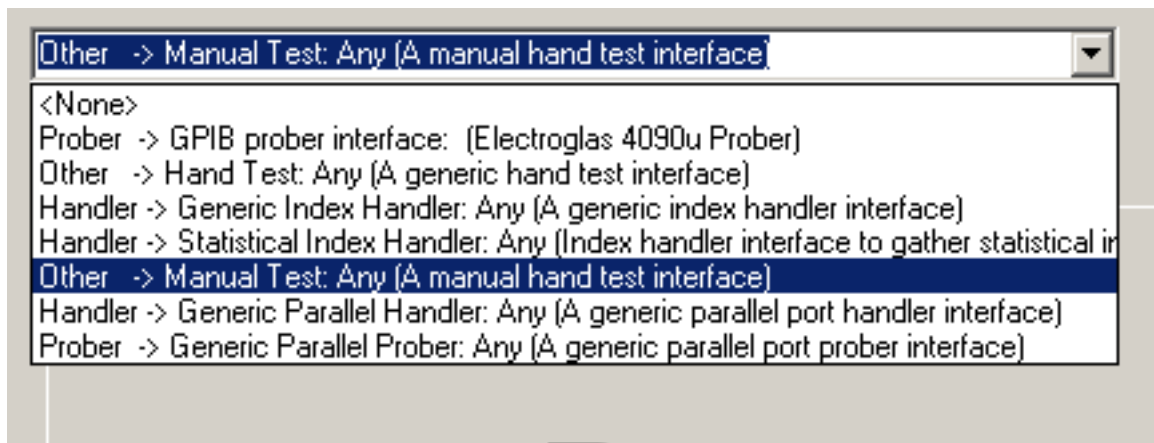 Other -> Manual Test: Any (A manual hand test interface)
<None>
Prober -> GPIB prober interface: (Electroglas 4090u Prober)
Other -> Hand Test: Any (A generic hand test interface)
Handler -> Generic Index Handler: Any (A generic index handler interface)
Handler -> Statistical Index Handler: Any (Index handler interface to gather statistical
Other -> Manual Test: Any (A manual hand test interface)
Handler -> Generic Parallel Handler: Any (A generic parallel port handler interface)
Prober -> Generic Parallel Prober: Any (A generic parallel port prober interface)